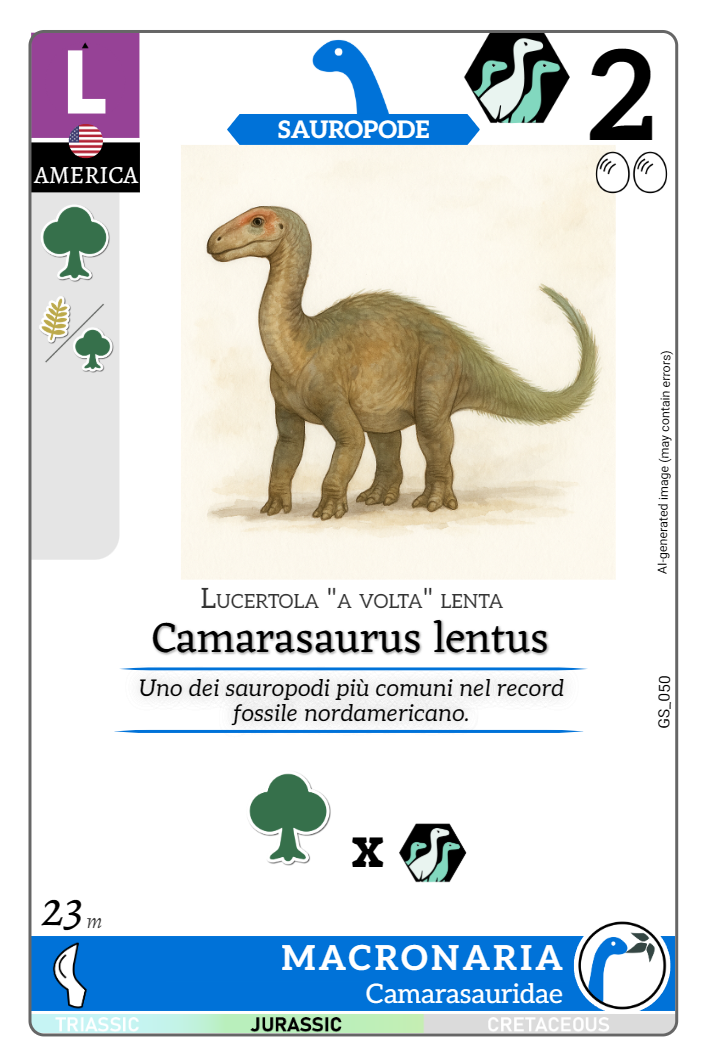 L
AMERICA
SAUROPODE
2
AI-generated image (may contain errors)
Lucertola "a volta" lenta
Camarasaurus lentus
Uno dei sauropodi più comuni nel record
fossile nordamericano.
GS_050
x
23 m
MACRONARIA
Camarasauridae
TRIASSIC JURASSIC CRETACEOUS